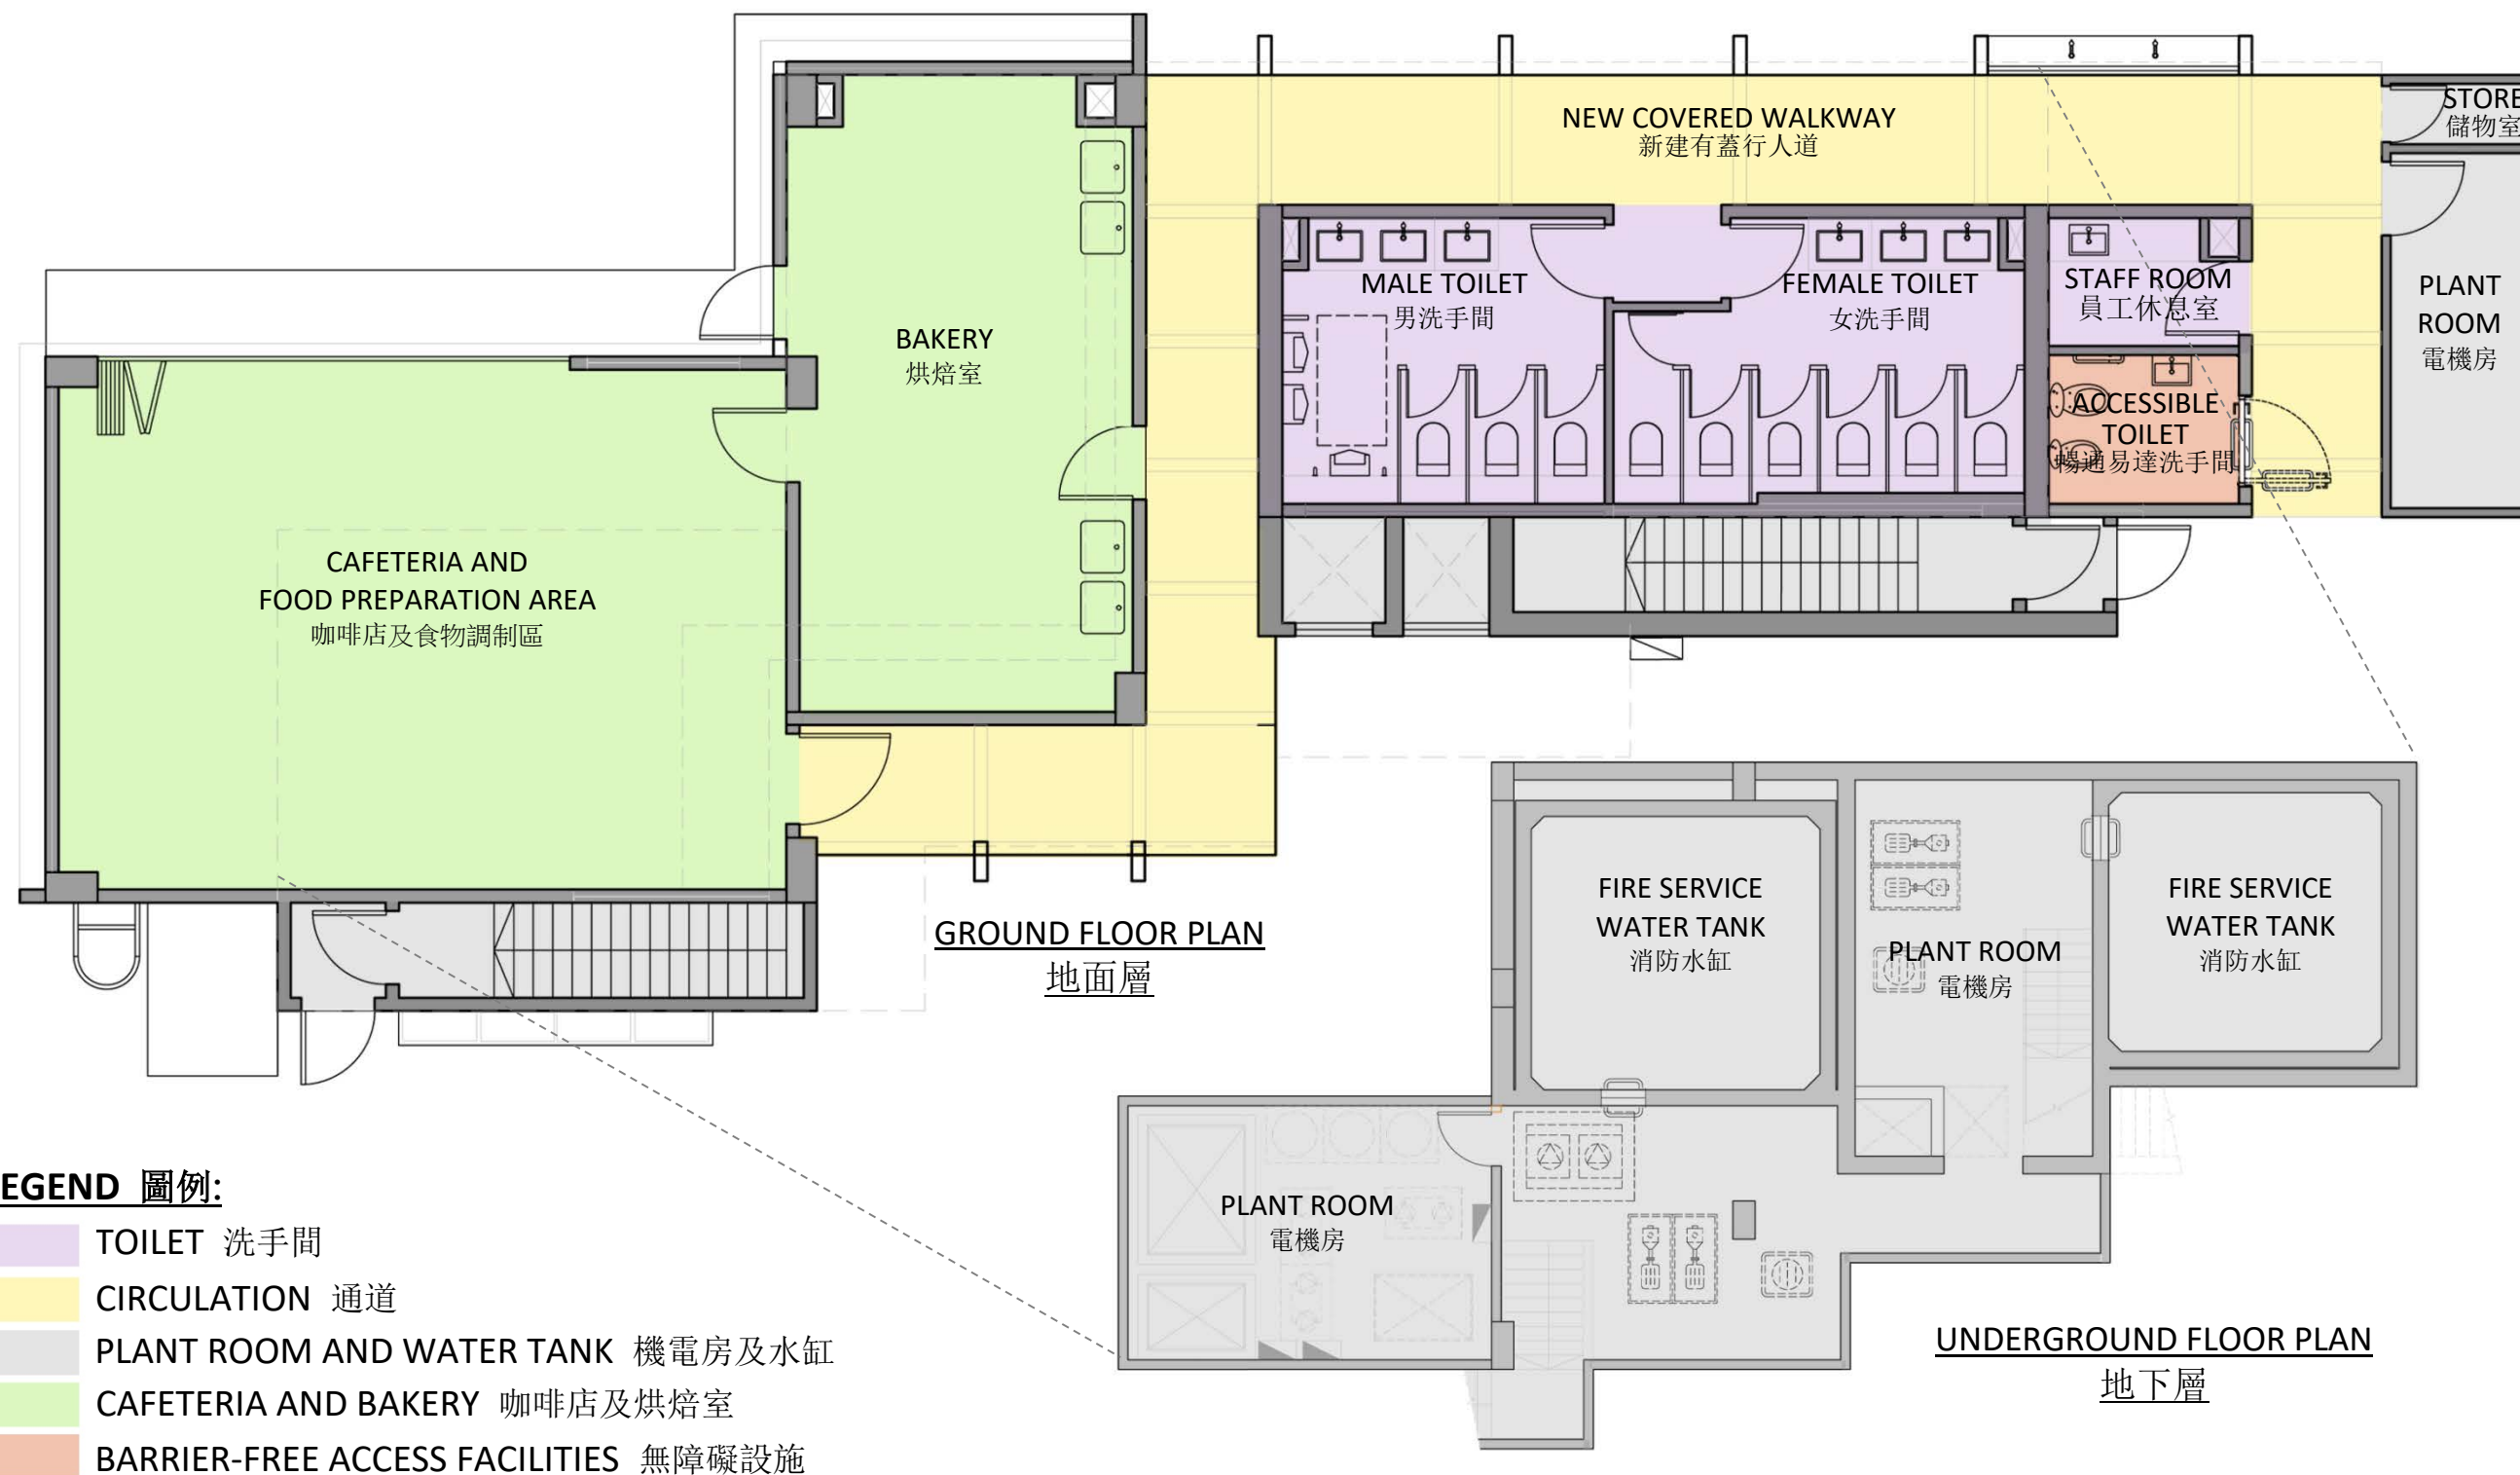 NEW COVERED WALKWAY
新建有蓋行人道
STORE
儲物室
MALE TOILET
男洗手間
FEMALE TOILET
女洗手間
STAFF ROOM
員工休息室
PLANT
ROOM
電機房
BAKERY
烘焙室
ACCESSIBLE
TOILET
暢通易達洗手間
CAFETERIA AND
FOOD PREPARATION AREA
咖啡店及食物調制區
GROUND FLOOR PLAN
地面層
FIRE SERVICE
WATER TANK
消防水缸
PLANT ROOM
電機房
FIRE SERVICE
WATER TANK
消防水缸
PLANT ROOM
電機房
UNDERGROUND FLOOR PLAN
地下層
EGEND 圖例:
TOILET 洗手間
CIRCULATION 通道
PLANT ROOM AND WATER TANK 機電房及水缸
CAFETERIA AND BAKERY 咖啡店及烘焙室
BARRIER-FREE ACCESS FACILITIES 無障礙設施